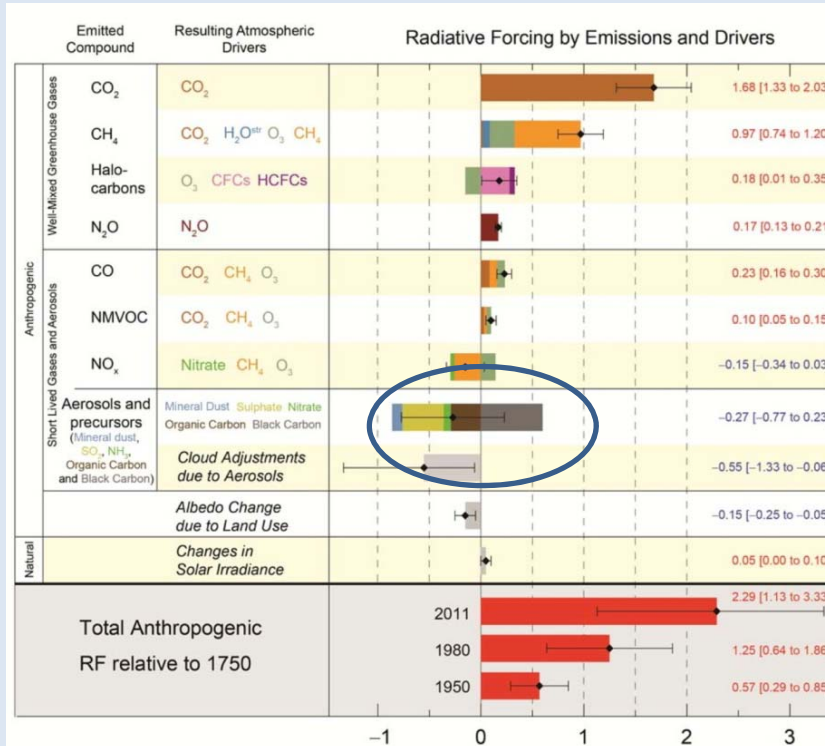 Emitted Compound
Resulting Atmospheric Drivers
Radiative Forcing by Emissions and Drivers
Anthropogenic
Well-Mixed Greenhouse Gases
CO₂
CO₂
1.68 [1.33 to 2.03
CH₄
CO₂ H₂Oˢᵗʳ O₃ CH₄
0.97 [0.74 to 1.20
Halo-
carbons
O₃ CFCs HCFCs
0.18 [0.01 to 0.35
N₂O
N₂O
0.17 [0.13 to 0.21
Short Lived Gases and Aerosols
CO
CO₂ CH₄ O₃
0.23 [0.16 to 0.30
NMVOC
CO₂ CH₄ O₃
0.10 [0.05 to 0.15
NOₓ
Nitrate CH₄ O₃
−0.15 [−0.34 to 0.03
Aerosols and
precursors
(Mineral dust,
SO₂, NH₃,
Organic Carbon
and Black Carbon)
Mineral Dust Sulphate Nitrate
Organic Carbon Black Carbon
−0.27 [−0.77 to 0.23
Cloud Adjustments
due to Aerosols
−0.55 [−1.33 to −0.06
Albedo Change
due to Land Use
−0.15 [−0.25 to −0.05
Natural
Changes in
Solar Irradiance
0.05 [0.00 to 0.10
Total Anthropogenic
RF relative to 1750
2011
2.29 [1.13 to 3.33
1980
1.25 [0.64 to 1.86
1950
0.57 [0.29 to 0.85
−1 0 1 2 3